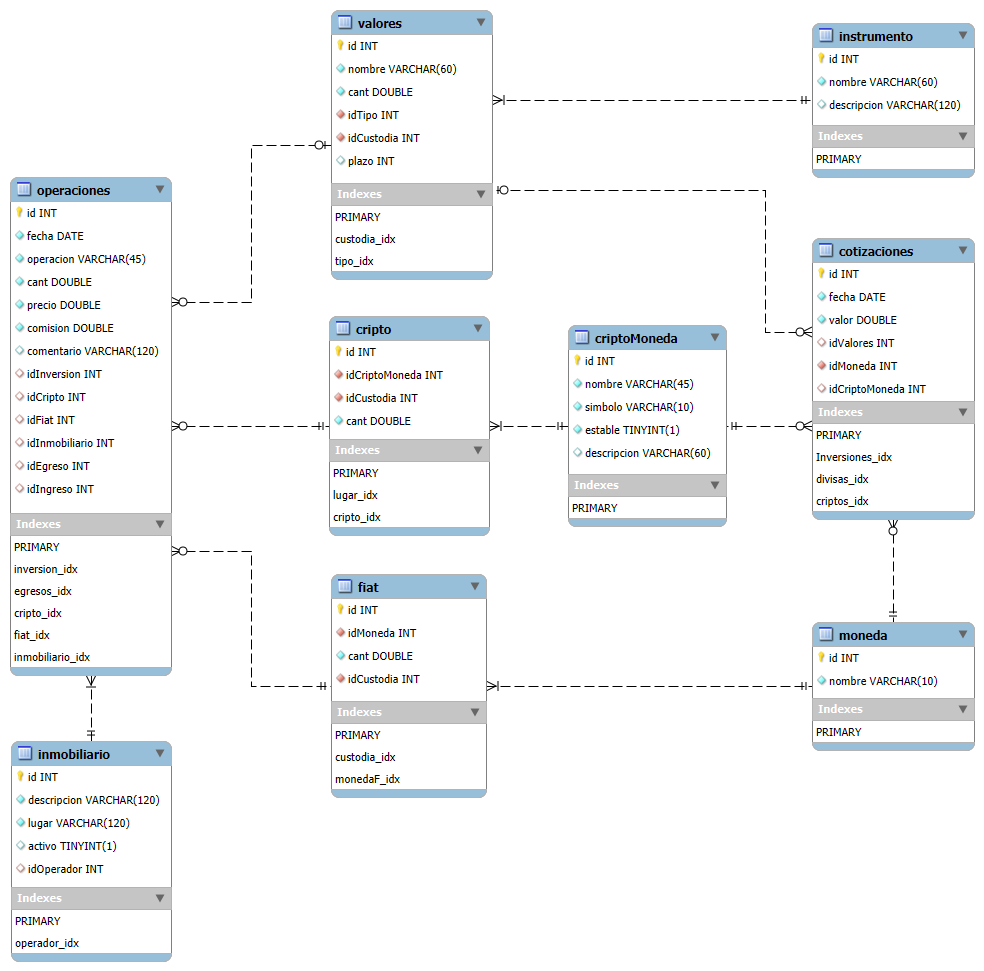 valores
id INT
nombre VARCHAR(60)
cant DOUBLE
idTipo INT
idCustodia INT
plazo INT
Indexes
PRIMARY
custodia_idx
tipo_idx
instrumento
id INT
nombre VARCHAR(60)
descripcion VARCHAR(120)
Indexes
PRIMARY
operaciones
id INT
fecha DATE
operacion VARCHAR(45)
cant DOUBLE
precio DOUBLE
comision DOUBLE
comentario VARCHAR(120)
idInversion INT
idCripto INT
idFiat INT
idInmobiliario INT
idEgreso INT
idIngreso INT
Indexes
PRIMARY
inversion_idx
egresos_idx
cripto_idx
fiat_idx
inmobiliario_idx
cripto
id INT
idCriptoMoneda INT
idCustodia INT
cant DOUBLE
Indexes
PRIMARY
lugar_idx
cripto_idx
criptoMoneda
id INT
nombre VARCHAR(45)
simbolo VARCHAR(10)
estable TINYINT(1)
descripcion VARCHAR(60)
Indexes
PRIMARY
cotizaciones
id INT
fecha DATE
valor DOUBLE
idValores INT
idMoneda INT
idCriptoMoneda INT
Indexes
PRIMARY
Inversiones_idx
divisas_idx
criptos_idx
fiat
id INT
idMoneda INT
cant DOUBLE
idCustodia INT
Indexes
PRIMARY
custodia_idx
monedaF_idx
moneda
id INT
nombre VARCHAR(10)
Indexes
PRIMARY
inmobiliario
id INT
descripcion VARCHAR(120)
lugar VARCHAR(120)
activo TINYINT(1)
idOperador INT
Indexes
PRIMARY
operador_idx